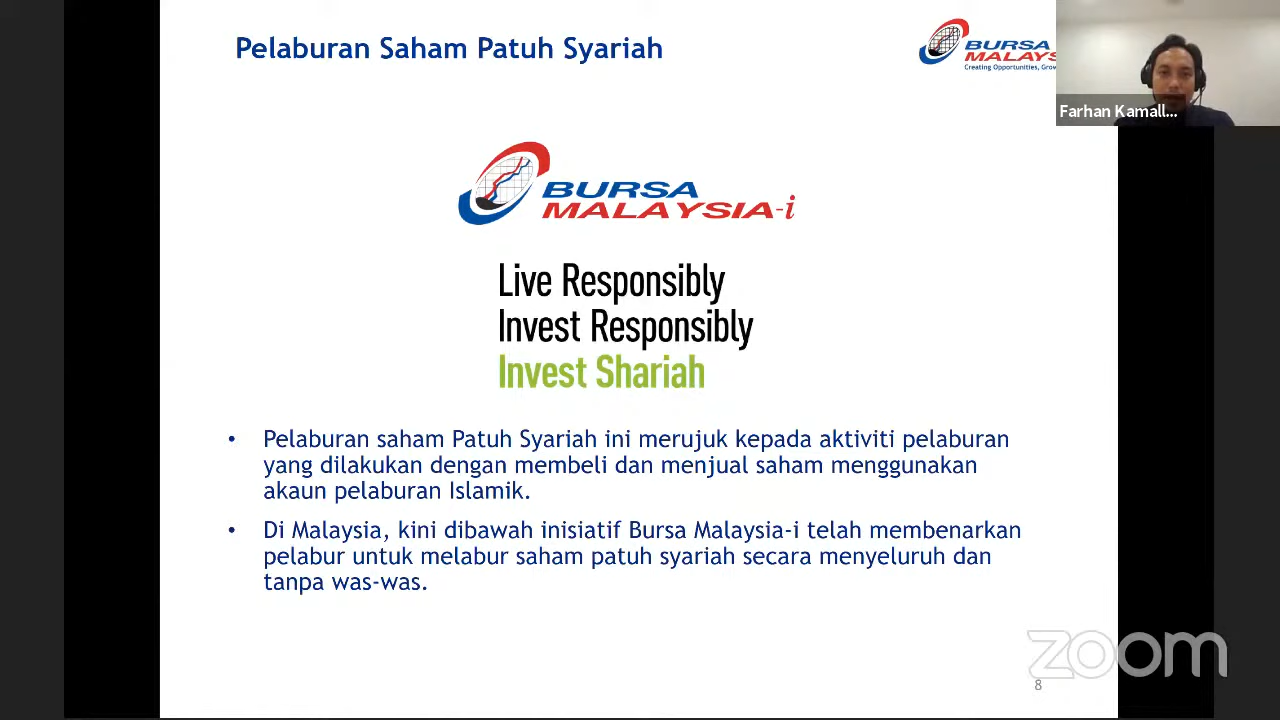 Pelaburan Saham Patuh Syariah
BURSA
MALAYS
Creating Opportunities, Grow
Farhan Kamall...
BURSA
MALAYSIA-i
Live Responsibly
Invest Responsibly
Invest Shariah
• Pelaburan saham Patuh Syariah ini merujuk kepada aktiviti pelaburan
yang dilakukan dengan membeli dan menjual saham menggunakan
akaun pelaburan Islamik.
• Di Malaysia, kini dibawah inisiatif Bursa Malaysia-i telah membenarkan
pelabur untuk melabur saham patuh syariah secara menyeluruh dan
tanpa was-was.
zoom
8